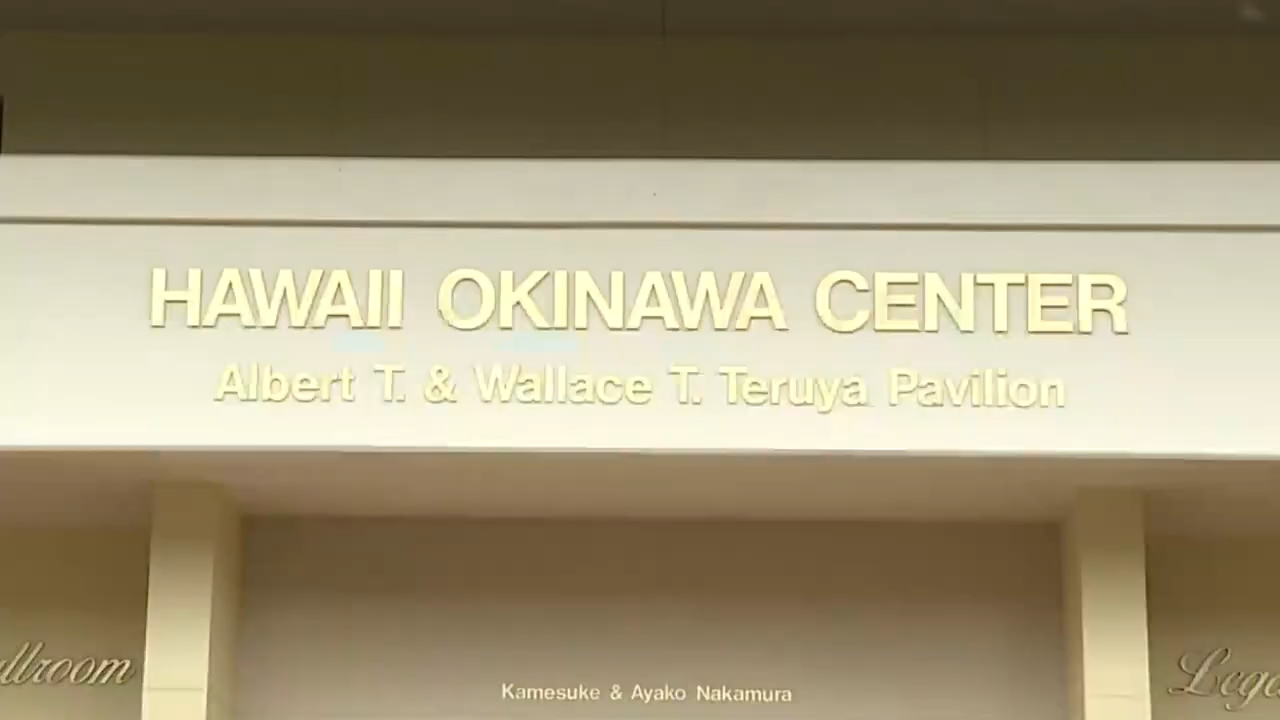 HAWAII OKINAWA CENTER
Albert T. & Wallace T. Teruya Pavilion
Kamesuke & Ayako Nakamura